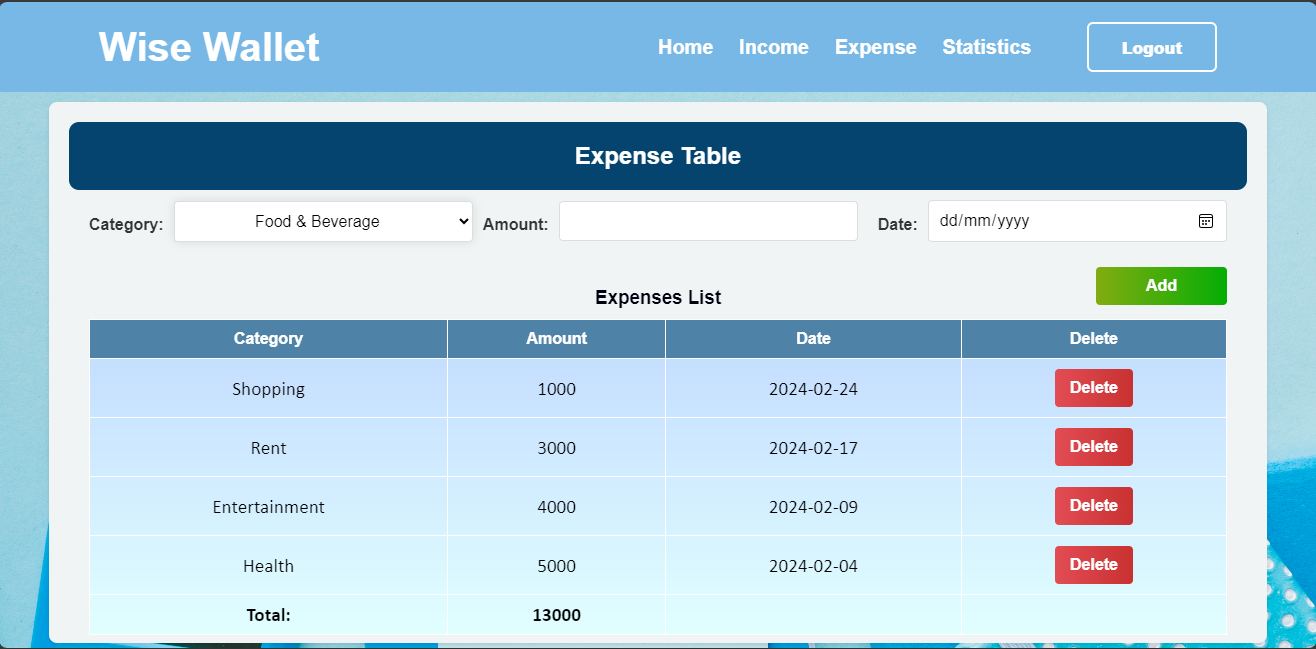 Wise Wallet Home Income Expense Statistics Logout
Expense Table
Category: Food & Beverage Amount: Date: dd/mm/yyyy
Add
Expenses List
Category Amount Date Delete
Shopping 1000 2024-02-24 Delete
Rent 3000 2024-02-17 Delete
Entertainment 4000 2024-02-09 Delete
Health 5000 2024-02-04 Delete
Total: 13000